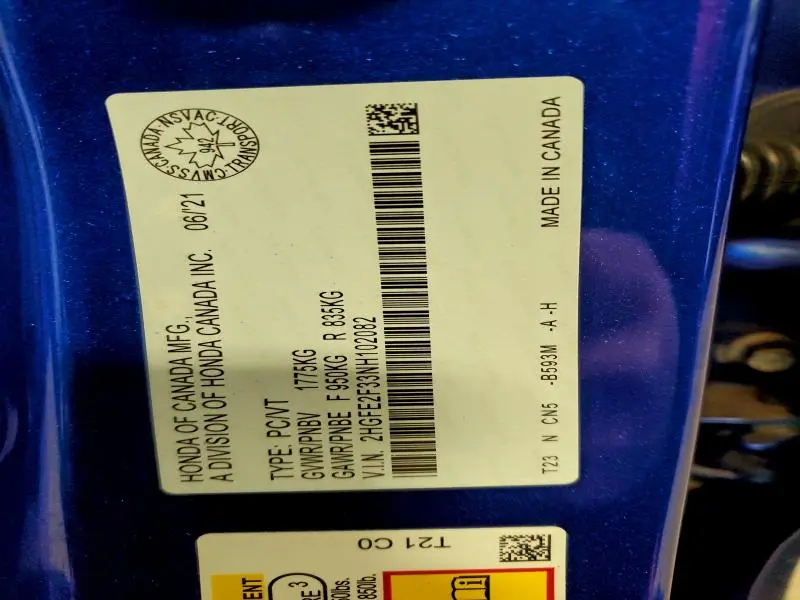 HONDA OF CANADA MFG.,
A DIVISION OF HONDA CANADA INC. 06/'21
CMVSS·CANADA·NSVAC·TRANSPORT·
942
TYPE: PC/VT
GVWR/PNBV 1775KG
GAWR/PNBE F 950KG R 835KG
V.I.N. 2HGFE2F33NH102082
T23 N CN5 -B593M -A -H MADE IN CANADA
T21 C0